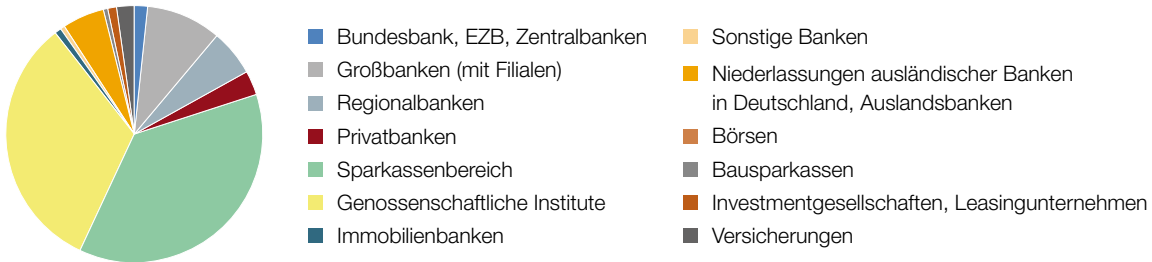 Bundesbank, EZB, Zentralbanken
Großbanken (mit Filialen)
Regionalbanken
Privatbanken
Sparkassenbereich
Genossenschaftliche Institute
Immobilienbanken
Sonstige Banken
Niederlassungen ausländischer Banken
in Deutschland, Auslandsbanken
Börsen
Bausparkassen
Investmentgesellschaften, Leasingunternehmen
Versicherungen